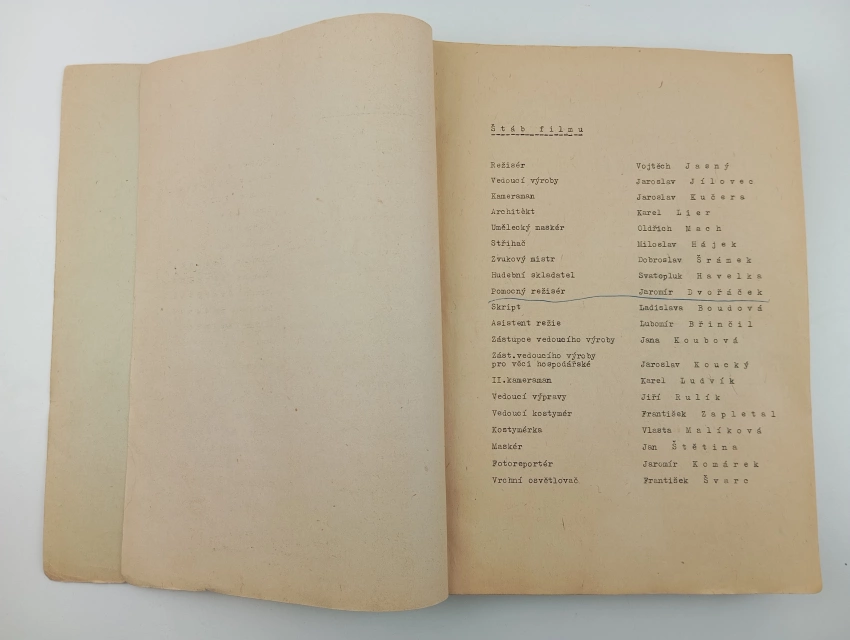 Štáb filmu
Režisér Vojtěch Jasný
Vedoucí výroby Jaroslav Jílovec
Kameraman Jaroslav Kučera
Architekt Karel Lier
Umělecký maskér Oldřich Mach
Střihač Miloslav Hájek
Zvukový mistr Dobroslav Šrámek
Hudební skladatel Svatopluk Havelka
Pomocný režisér Jaromír Dvořáček
Skript Ladislava Boudová
Asistent režie Lubomír Břinčil
Zástupce vedoucího výroby Jana Koubová
Zást.vedoucího výroby
pro věci hospodářské Jaroslav Koucký
II.kameraman Karel Ludvík
Vedoucí výpravy Jiří Rulík
Vedoucí kostymér František Zapletal
Kostymérka Vlasta Malíková
Maskér Jan Štětina
Fotoreportér Jaromír Komárek
Vrchní osvětlovač František Švarc